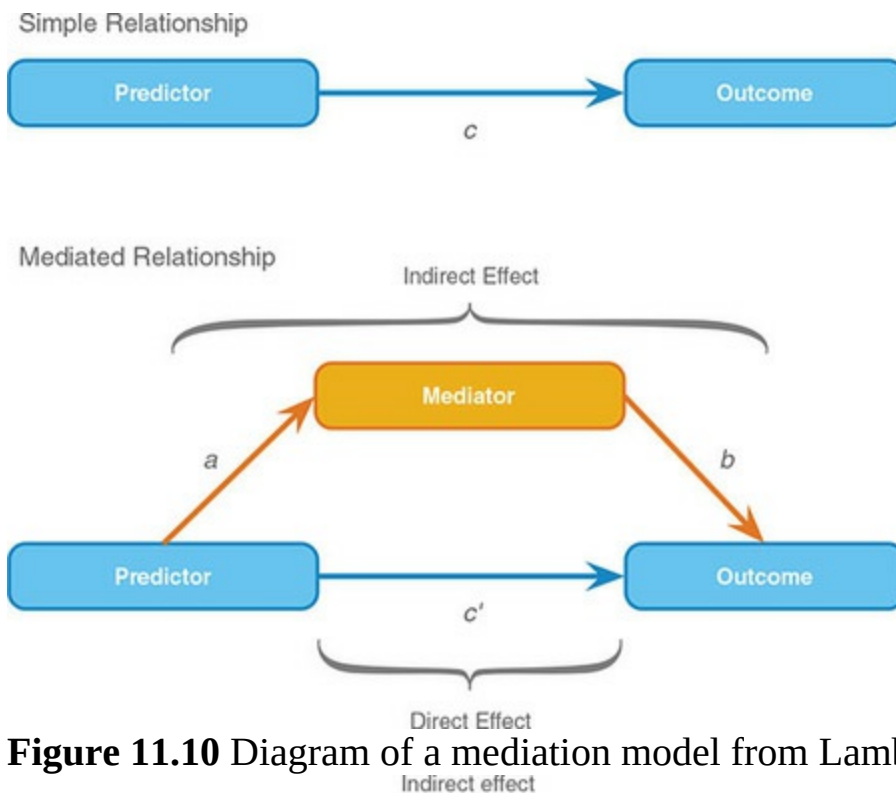 Simple Relationship
Predictor
Outcome
c
Mediated Relationship
Indirect Effect
Mediator
a
b
Predictor
Outcome
c'
Direct Effect
Figure 11.10 Diagram of a mediation model from Lamb
Indirect effect